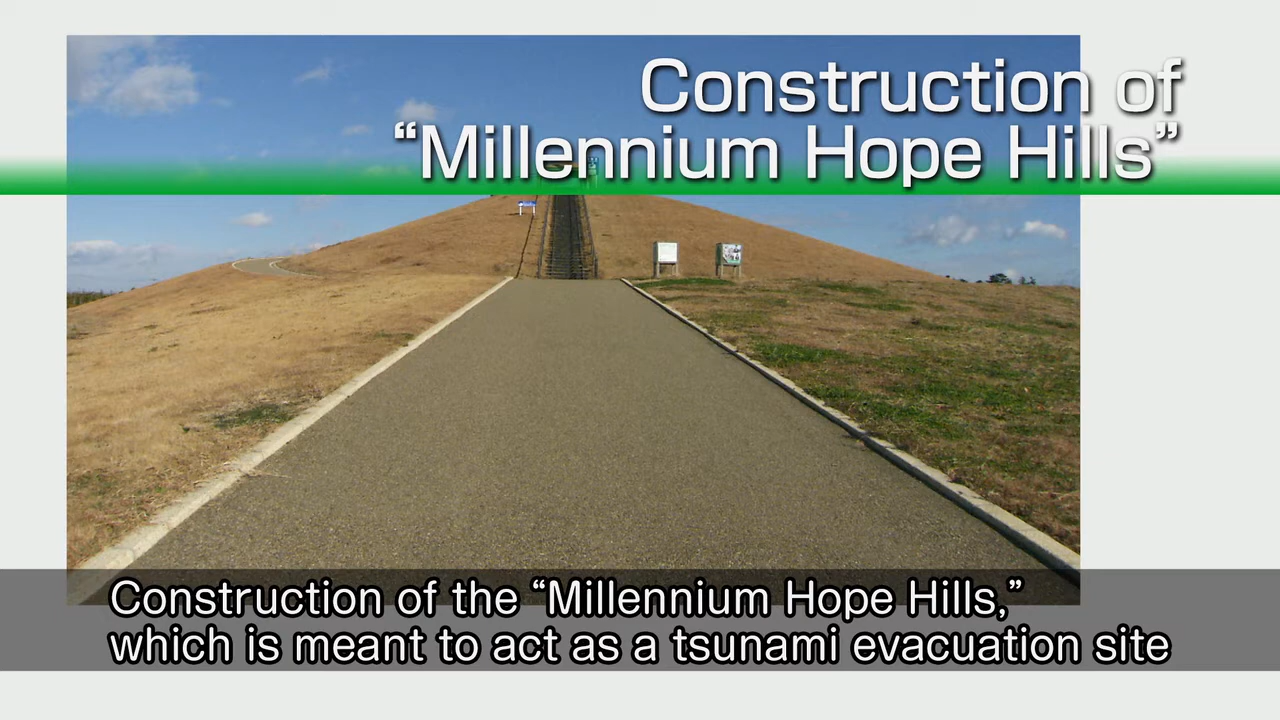 Construction of
“Millennium Hope Hills”
Construction of the “Millennium Hope Hills,”
which is meant to act as a tsunami evacuation site